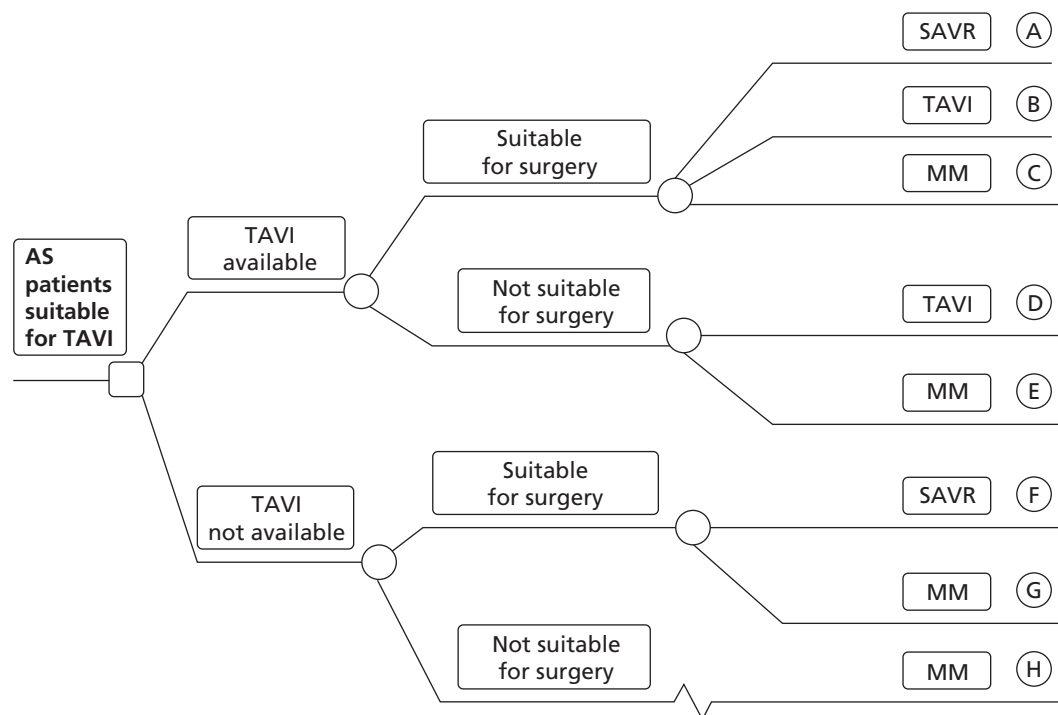 SAVR
A
TAVI
B
Suitable
for surgery
MM
C
TAVI
available
AS
patients
suitable
for TAVI
Not suitable
for surgery
TAVI
D
MM
E
Suitable
for surgery
SAVR
F
TAVI
not available
MM
G
Not suitable
for surgery
MM
H